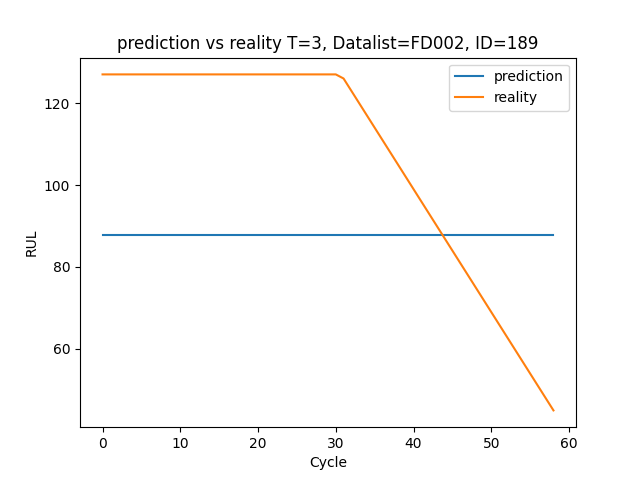 prediction vs reality T=3, Datalist=FD002, ID=189
prediction
reality
120
100
80
60
RUL
0 10 20 30 40 50 60
Cycle